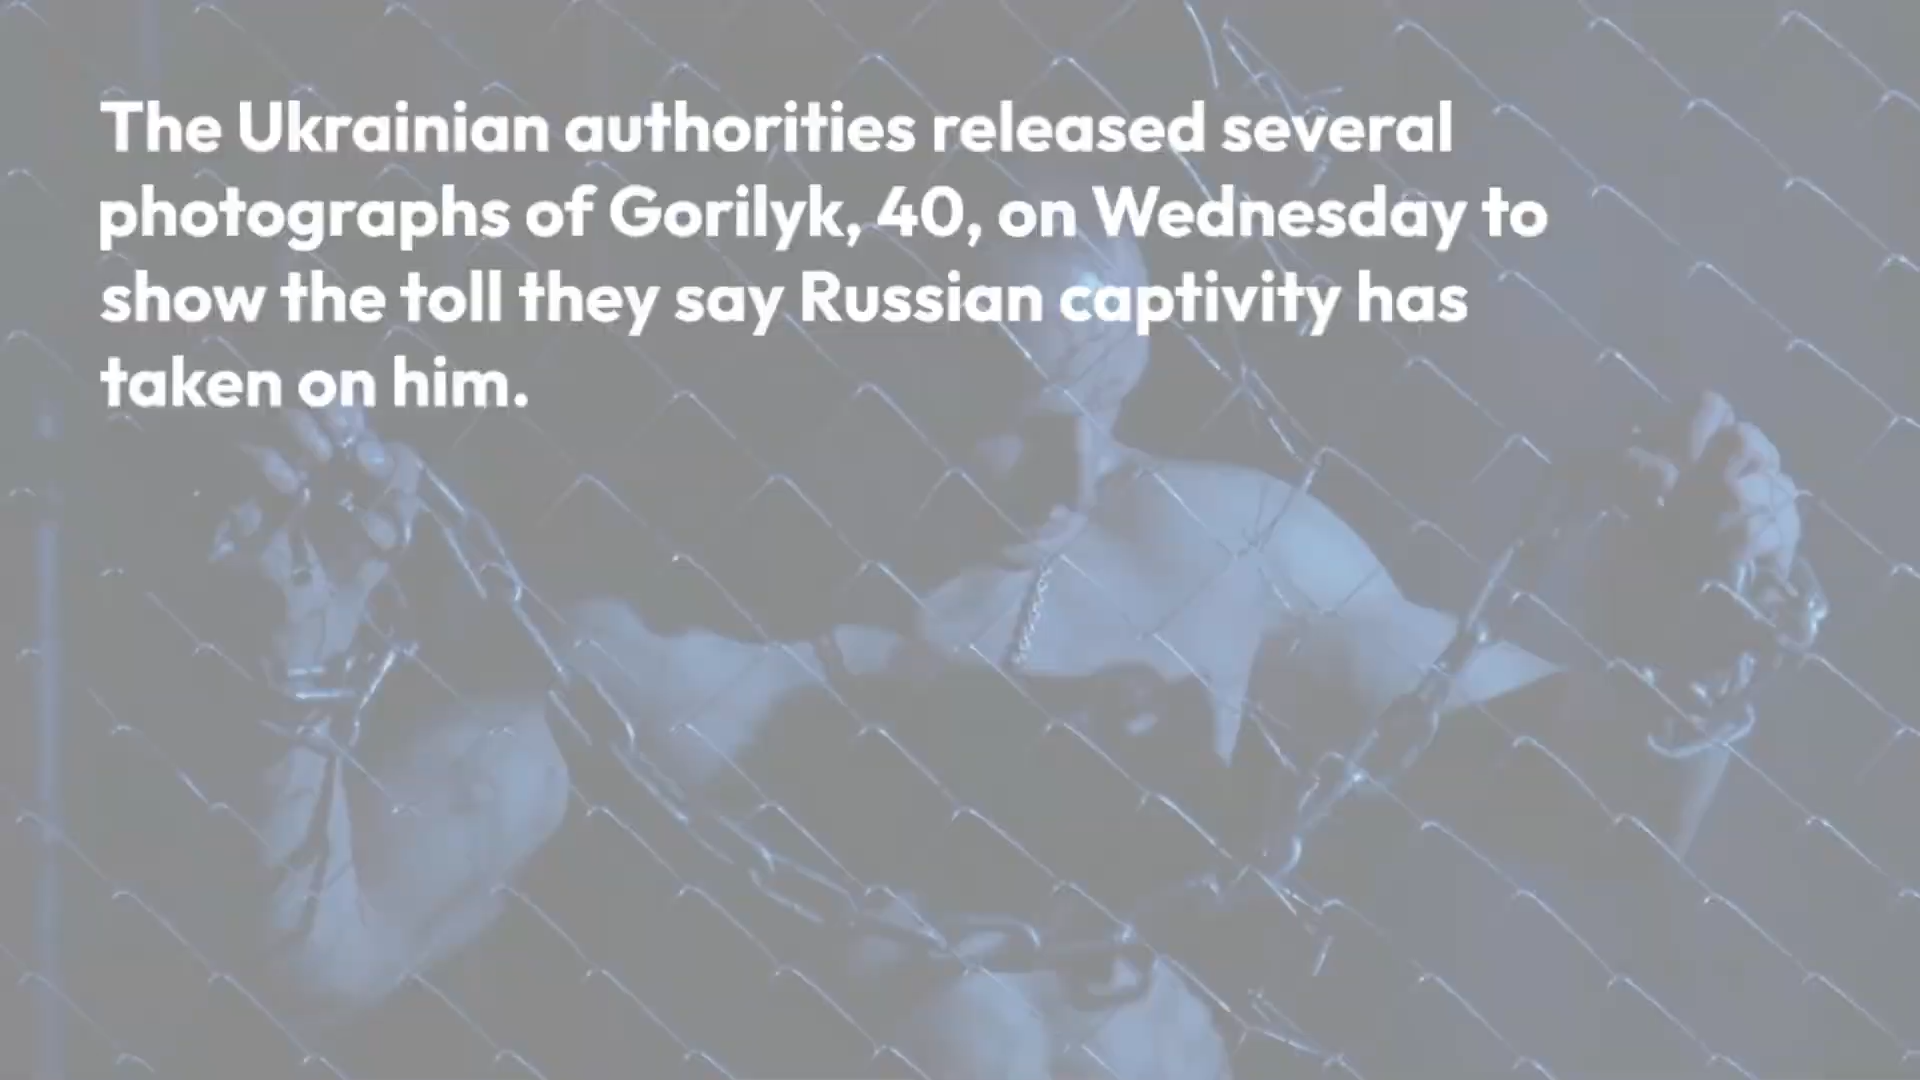 The Ukrainian authorities released several
photographs of Gorilyk, 40, on Wednesday to
show the toll they say Russian captivity has
taken on him.